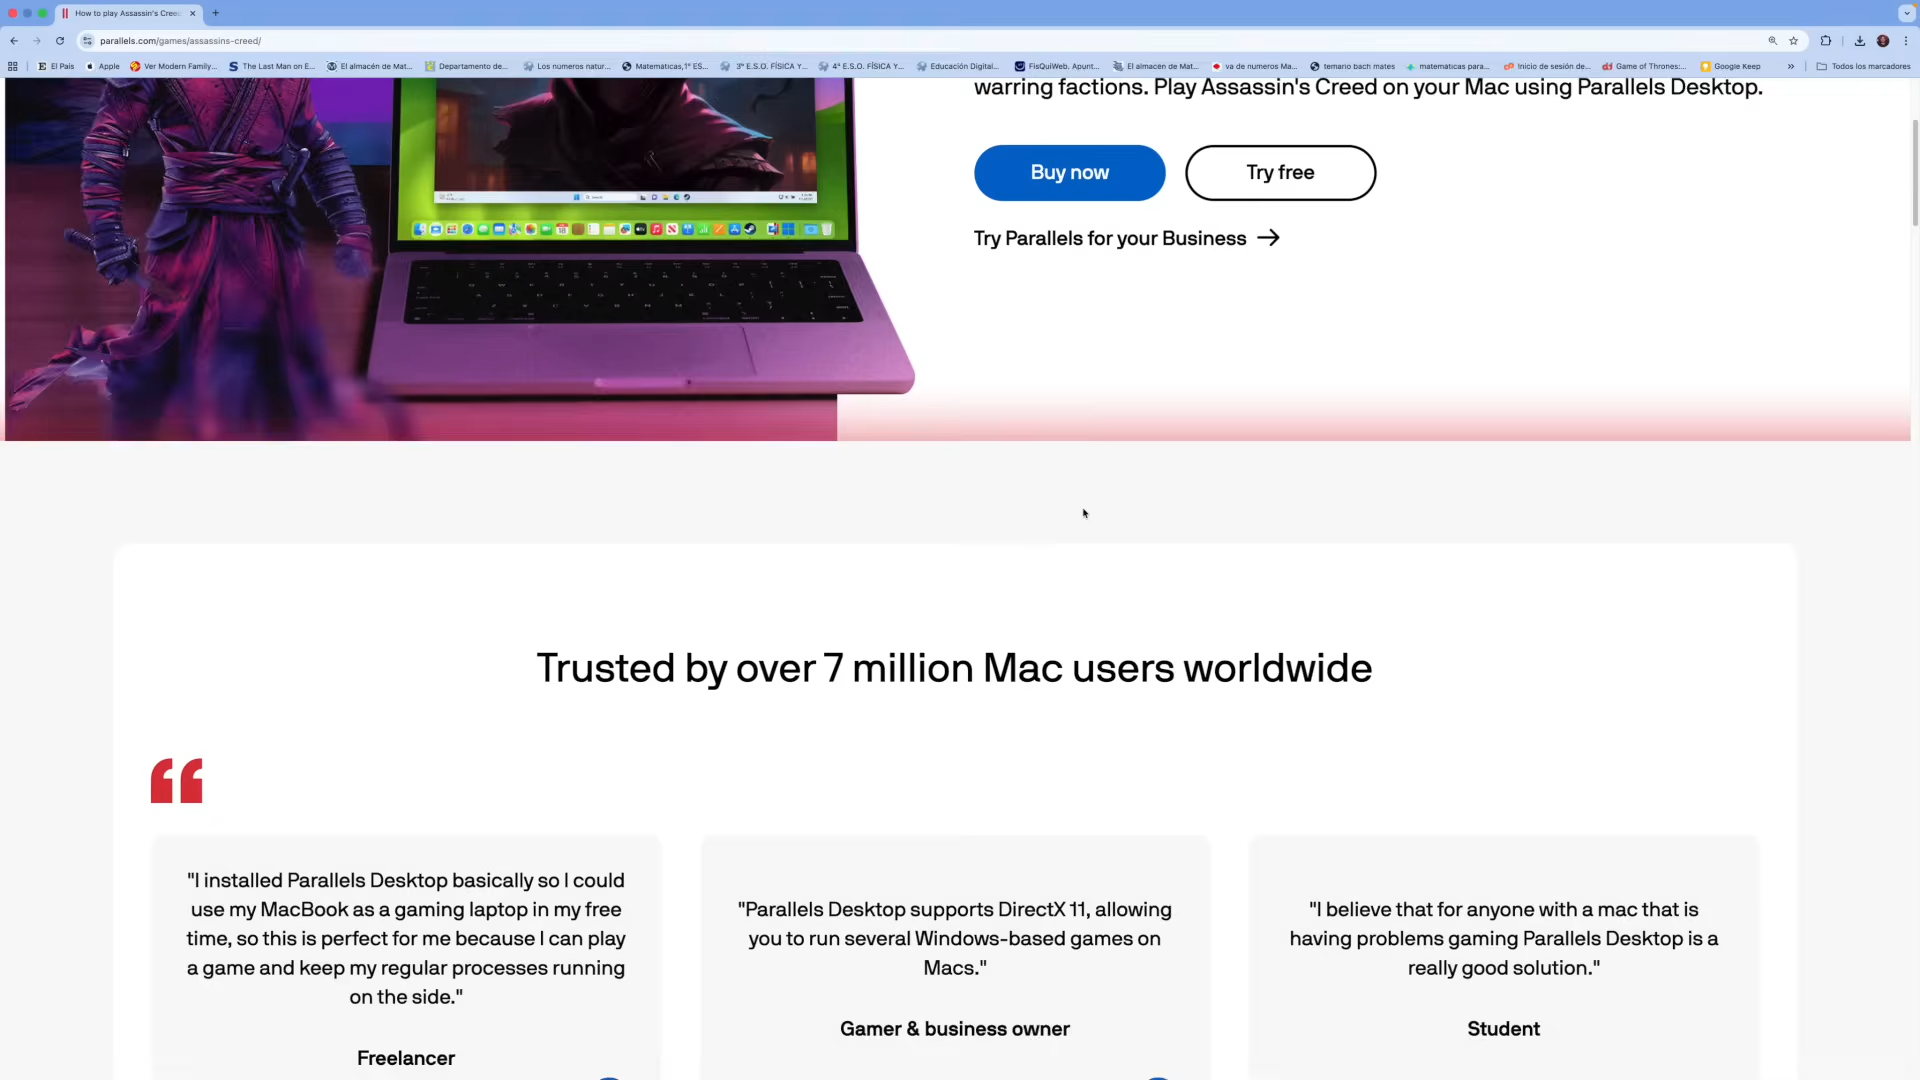 How to play Assassin's Creed
parallels.com/games/assassins-creed/
El País
Apple
Ver Modern Family...
The Last Man on E...
El almacén de Mat...
Departamento de...
Los numeros natur...
Matemáticas,1º ES...
3º E.S.O. FÍSICA Y...
4º E.S.O. FÍSICA Y...
Educación Digital...
FisQuiWeb. Apunt...
El almacén de Mat...
va de numeros Ma...
temario bach mates
matematicas para...
Inicio de sesión de...
Game of Thrones:...
Google Keep
Todos los marcadores
warring factions. Play Assassin's Creed on your Mac using Parallels Desktop.
Buy now
Try free
Try Parallels for your Business
Trusted by over 7 million Mac users worldwide
"I installed Parallels Desktop basically so I could
use my MacBook as a gaming laptop in my free
time, so this is perfect for me because I can play
a game and keep my regular processes running
on the side."
Freelancer
"Parallels Desktop supports DirectX 11, allowing
you to run several Windows-based games on
Macs."
Gamer & business owner
"I believe that for anyone with a mac that is
having problems gaming Parallels Desktop is a
really good solution."
Student